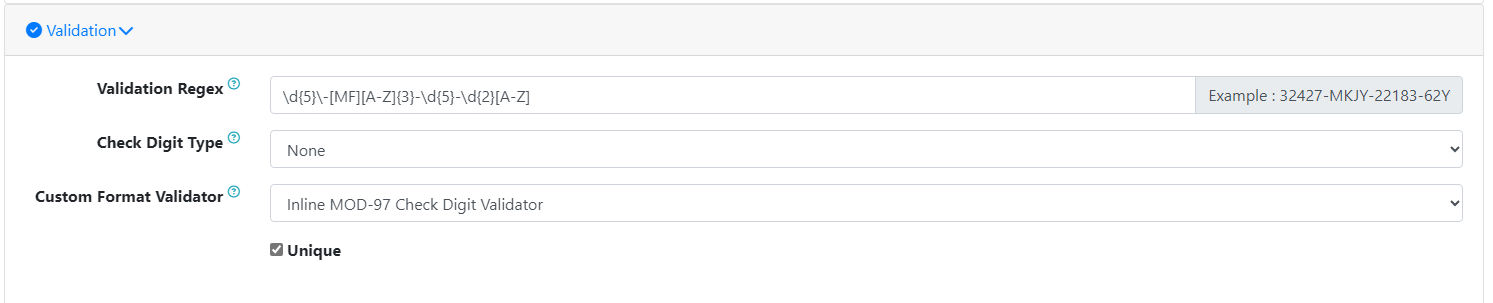 Validation
Validation Regex ? \d{5}\-[MF][A-Z]{3}-\d{5}-\d{2}[A-Z] Example : 32427-MKJY-22183-62Y
Check Digit Type ? None
Custom Format Validator ? Inline MOD-97 Check Digit Validator
Unique